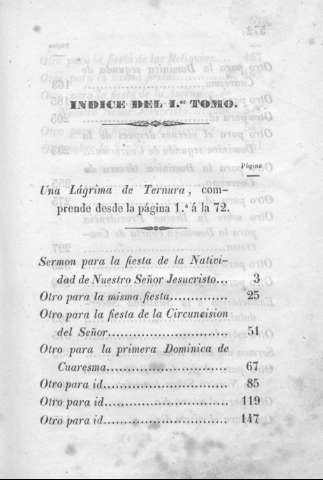 INDICE DEL 1.er TOMO.
Página
Una Lágrima de Ternura, com-
prende desde la página 1.ª á la 72.
Sermon para la fiesta de la Nativi-
dad de Nuestro Señor Jesucristo... 3
Otro para la misma fiesta.............. 25
Otro para la fiesta de la Circuncision
del Señor............................ 51
Otro para la primera Dominica de
Cuaresma............................ 67
Otro para id............................ 85
Otro para id............................ 119
Otro para id............................ 147